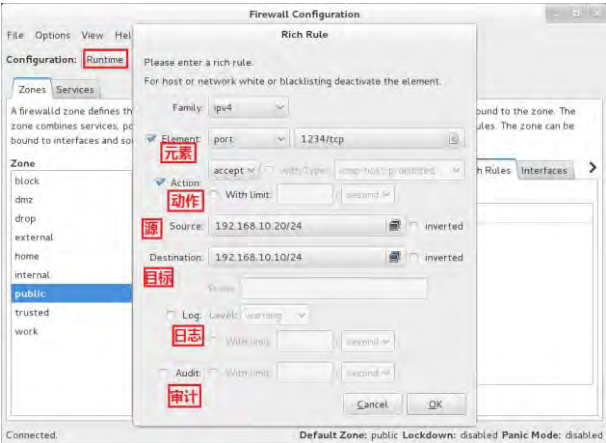 Firewall Configuration
File Options View Hel
Rich Rule
Configuration: Runtime
Please enter a rich rule.
For host or network white or blacklisting deactivate the element.
Zones Services
A firewalld zone defines th
zone combines services, po
bound to interfaces and so
ound to the zone. The
ules. The zone can be
Family: ipv4
Element: port 1234/tcp
元素
Zone
block
dmz
drop
external
home
internal
public
trusted
work
h Rules Interfaces
accept with Type: icmp-host-prohibited
Action:
动作
With limit: / second
源 Source: 192.168.10.20/24 inverted
Destination: 192.168.10.10/24 inverted
目标
Prefix:
Log: Level: warning
日志
With limit: / second
Audit: With limit: / second
审计
Cancel OK
Connected.
Default Zone: public Lockdown: disabled Panic Mode: disabled